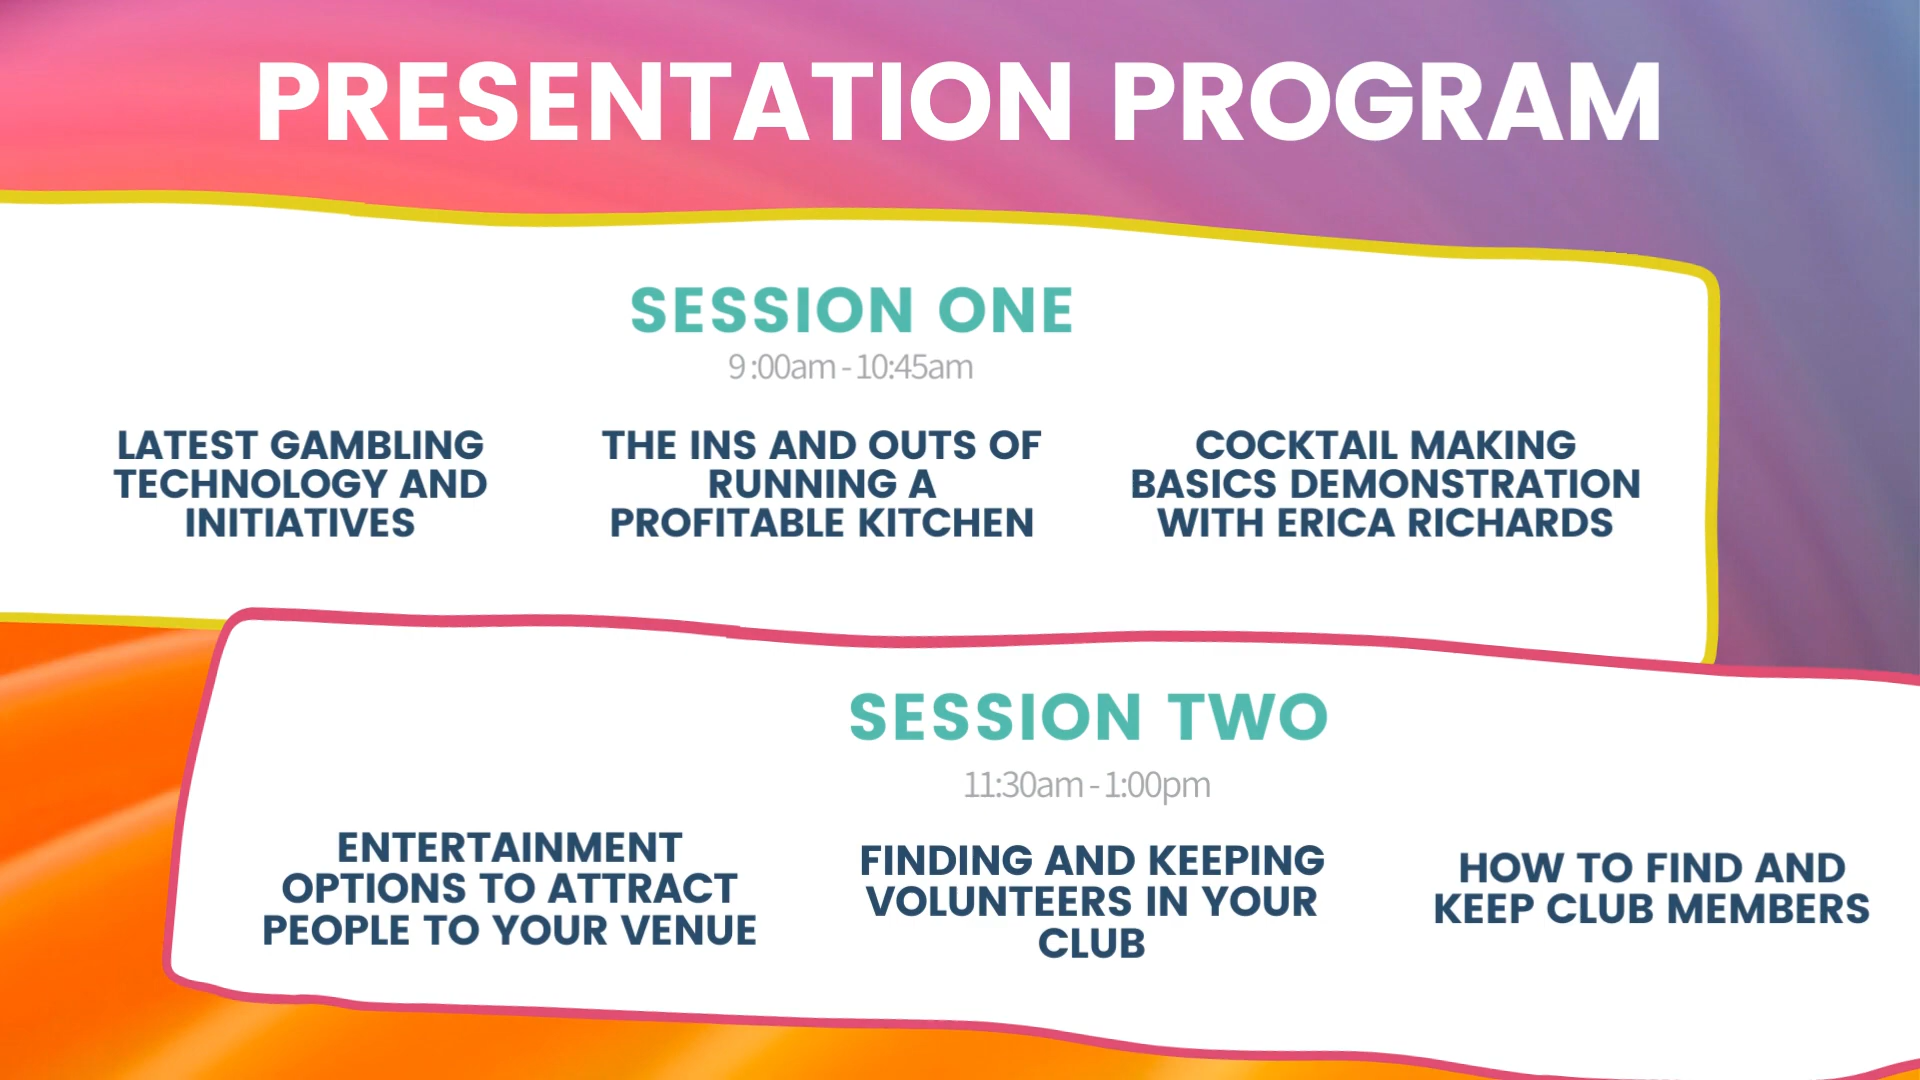 PRESENTATION PROGRAM
SESSION ONE
9:00am - 10:45am
LATEST GAMBLING
TECHNOLOGY AND
INITIATIVES
THE INS AND OUTS OF
RUNNING A
PROFITABLE KITCHEN
COCKTAIL MAKING
BASICS DEMONSTRATION
WITH ERICA RICHARDS
SESSION TWO
11:30am - 1:00pm
ENTERTAINMENT
OPTIONS TO ATTRACT
PEOPLE TO YOUR VENUE
FINDING AND KEEPING
VOLUNTEERS IN YOUR
CLUB
HOW TO FIND AND
KEEP CLUB MEMBERS